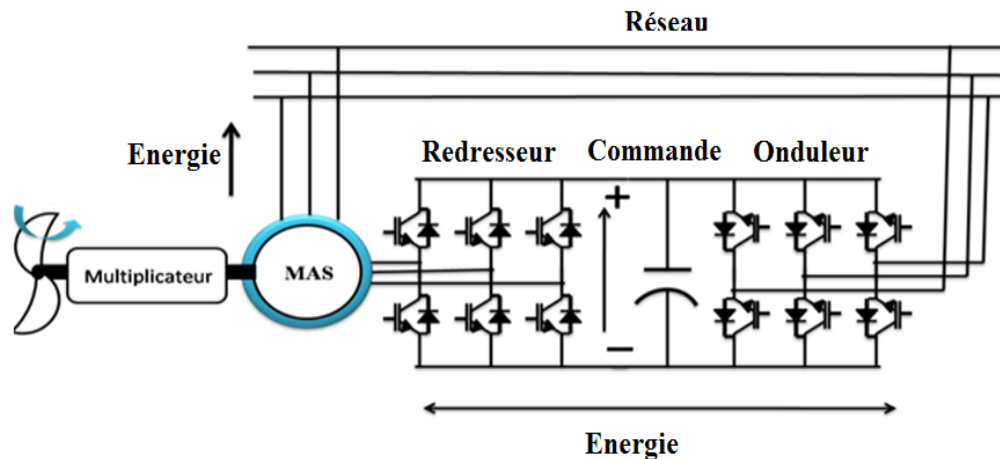 Réseau
Energie
Redresseur
Commande
Onduleur
+
Multiplicateur
MAS
−
Energie